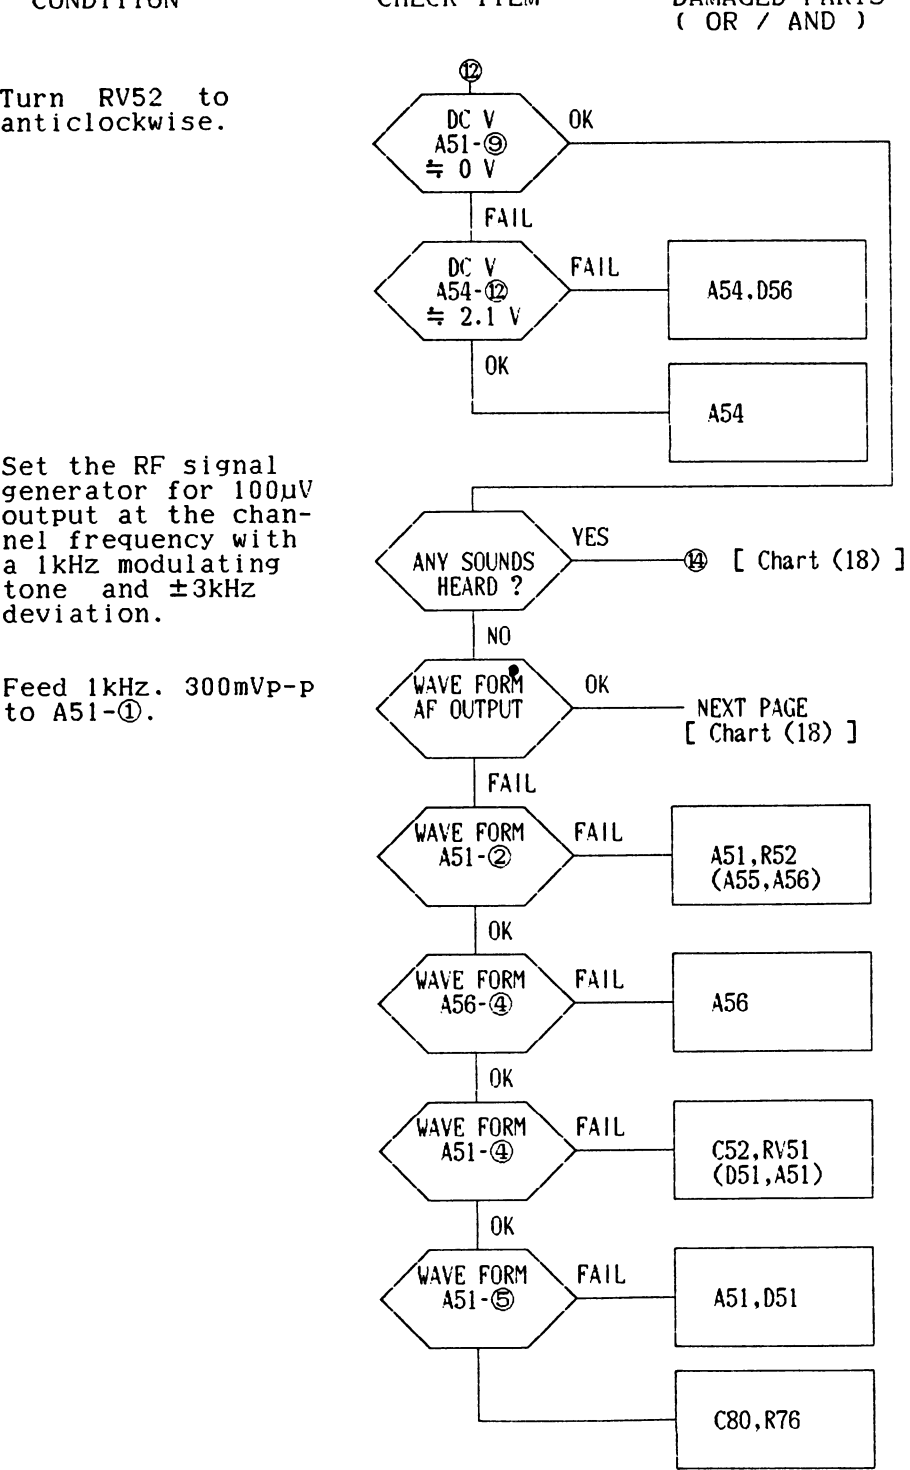 CONDITION
CHECK ITEM
DAMAGED PARTS
( OR / AND )
⑫
Turn RV52 to
anticlockwise.
DC V
A51-⑨
≒ 0 V
OK
FAIL
DC V
A54-⑫
≒ 2.1 V
FAIL
A54.D56
OK
A54
Set the RF signal
generator for 100µV
output at the chan-
nel frequency with
a 1kHz modulating
tone and ±3kHz
deviation.
ANY SOUNDS
HEARD ?
YES
⑭ [ Chart (18) ]
NO
Feed 1kHz. 300mVp-p
to A51-①.
WAVE FORM
AF OUTPUT
OK
NEXT PAGE
[ Chart (18) ]
FAIL
WAVE FORM
A51-②
FAIL
A51,R52
(A55,A56)
OK
WAVE FORM
A56-④
FAIL
A56
OK
WAVE FORM
A51-④
FAIL
C52,RV51
(D51,A51)
OK
WAVE FORM
A51-⑤
FAIL
A51,D51
C80,R76